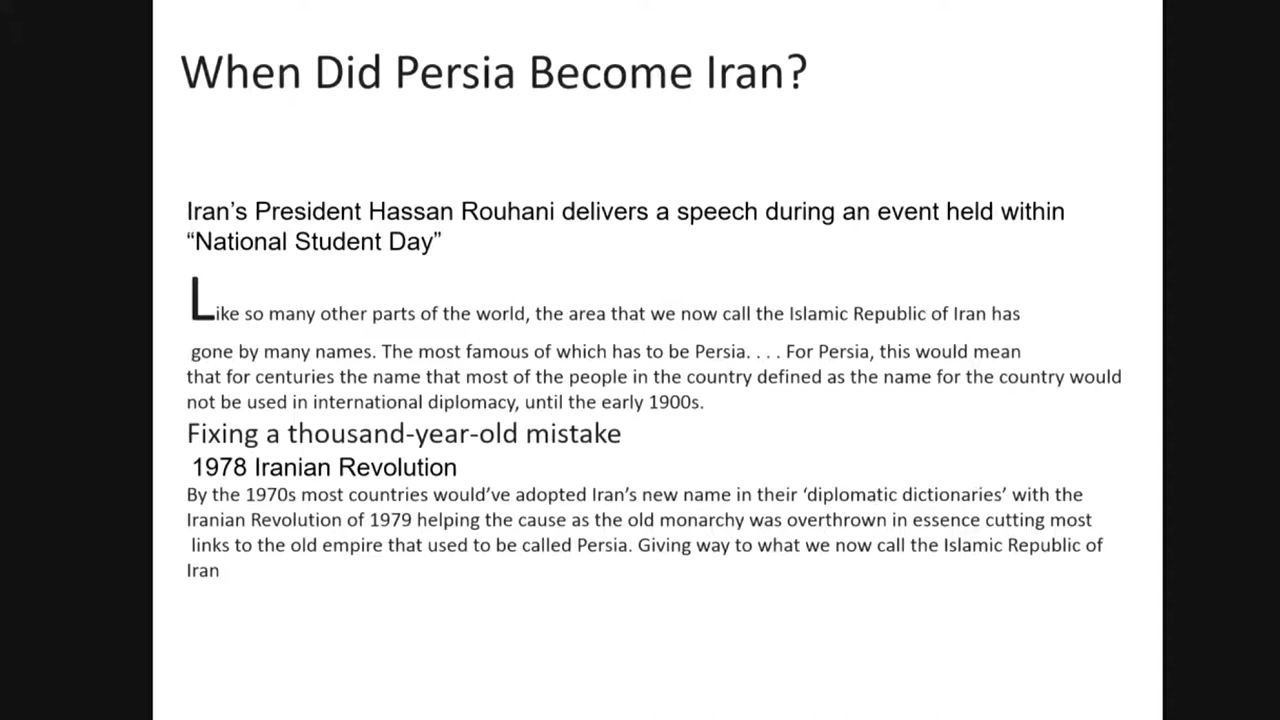 When Did Persia Become Iran?
Iran’s President Hassan Rouhani delivers a speech during an event held within
“National Student Day”
Like so many other parts of the world, the area that we now call the Islamic Republic of Iran has
gone by many names. The most famous of which has to be Persia. . . . For Persia, this would mean
that for centuries the name that most of the people in the country defined as the name for the country would
not be used in international diplomacy, until the early 1900s.
Fixing a thousand-year-old mistake
1978 Iranian Revolution
By the 1970s most countries would’ve adopted Iran’s new name in their ‘diplomatic dictionaries’ with the
Iranian Revolution of 1979 helping the cause as the old monarchy was overthrown in essence cutting most
links to the old empire that used to be called Persia. Giving way to what we now call the Islamic Republic of
Iran